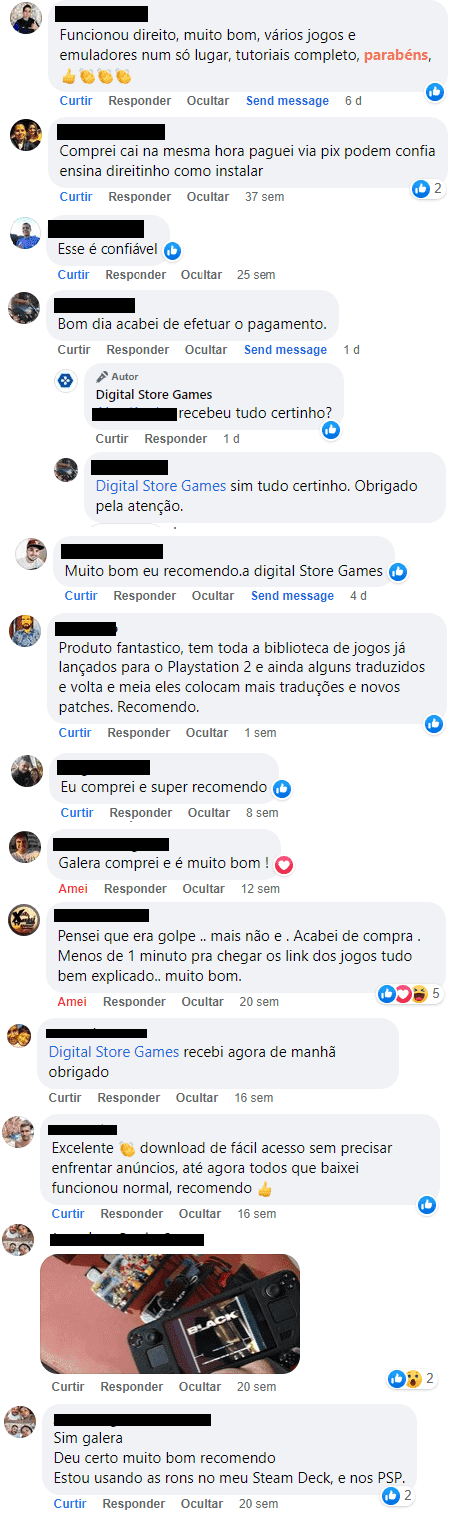 Funcionou direito, muito bom, vários jogos e
emuladores num só lugar, tutoriais completo, parabéns,
👍👏👏👏
Curtir Responder Ocultar Send message 6 d
Comprei cai na mesma hora paguei via pix podem confia
ensina direitinho como instalar
2
Curtir Responder Ocultar 37 sem
Esse é confiável
Curtir Responder Ocultar 25 sem
Bom dia acabei de efetuar o pagamento.
Curtir Responder Ocultar Send message 1 d
Autor
Digital Store Games
recebeu tudo certinho?
Curtir Responder 1 d
Digital Store Games sim tudo certinho. Obrigado
pela atenção.
Muito bom eu recomendo.a digital Store Games
Curtir Responder Ocultar Send message 4 d
Produto fantastico, tem toda a biblioteca de jogos já
lançados para o Playstation 2 e ainda alguns traduzidos
e volta e meia eles colocam mais traduções e novos
patches. Recomendo.
Curtir Responder Ocultar 1 sem
Eu comprei e super recomendo
Curtir Responder Ocultar 8 sem
Galera comprei e é muito bom !
Amei Responder Ocultar 12 sem
Pensei que era golpe .. mais não e . Acabei de compra .
Menos de 1 minuto pra chegar os link dos jogos tudo
bem explicado.. muito bom.
5
Amei Responder Ocultar 20 sem
Digital Store Games recebi agora de manhã
obrigado
Curtir Responder Ocultar 16 sem
Excelente 👏 download de fácil acesso sem precisar
enfrentar anúncios, até agora todos que baixei
funcionou normal, recomendo 👍
Curtir Responder Ocultar 16 sem
BLACK
2
Curtir Responder Ocultar 20 sem
Sim galera
Deu certo muito bom recomendo
Estou usando as rons no meu Steam Deck, e nos PSP.
2
Curtir Responder Ocultar 20 sem